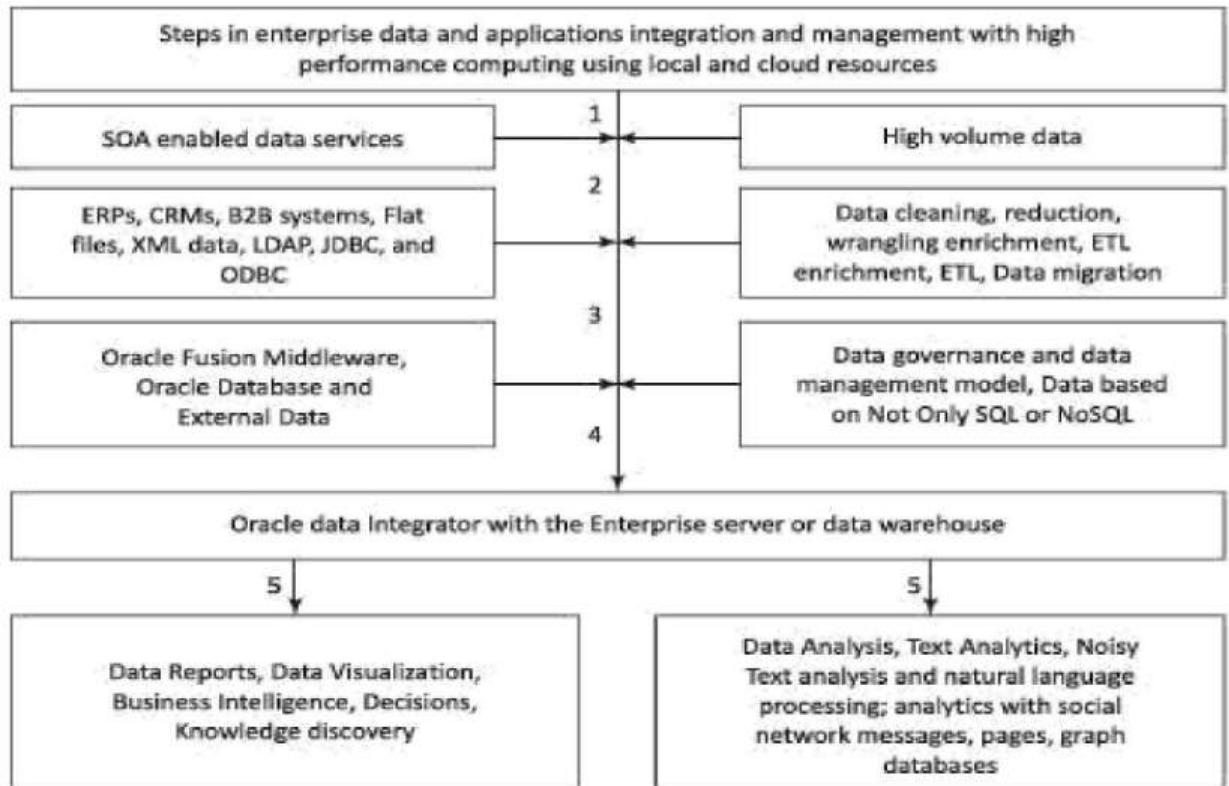 Steps in enterprise data and applications integration and management with high
performance computing using local and cloud resources
1
SOA enabled data services
High volume data
2
ERPs, CRMs, B2B systems, Flat
files, XML data, LDAP, JDBC, and
ODBC
Data cleaning, reduction,
wrangling enrichment, ETL
enrichment, ETL, Data migration
3
Oracle Fusion Middleware,
Oracle Database and
External Data
Data governance and data
management model, Data based
on Not Only SQL or NoSQL
4
Oracle data Integrator with the Enterprise server or data warehouse
5
5
Data Reports, Data Visualization,
Business Intelligence, Decisions,
Knowledge discovery
Data Analysis, Text Analytics, Noisy
Text analysis and natural language
processing; analytics with social
network messages, pages, graph
databases